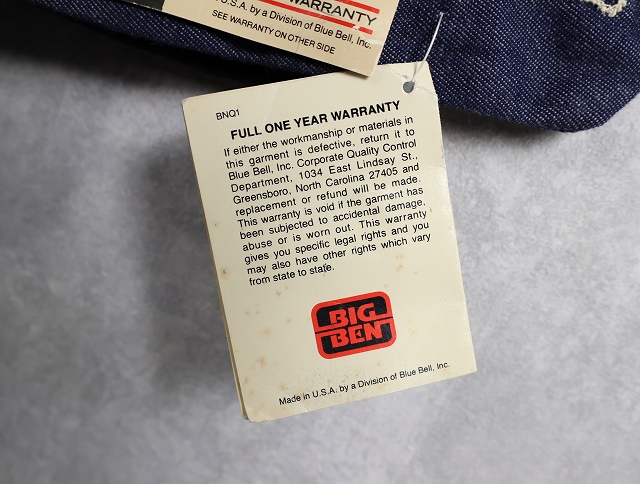 WARRANTY
U.S.A. by a Division of Blue Bell, Inc.
SEE WARRANTY ON OTHER SIDE
BNQ1
FULL ONE YEAR WARRANTY
If either the workmanship or materials in
this garment is defective, return it to
Blue Bell, Inc. Corporate Quality Control
Department, 1034 East Lindsay St.,
Greensboro, North Carolina 27405 and
replacement or refund will be made.
This warranty is void if the garment has
been subjected to accidental damage,
abuse or is worn out. This warranty
gives you specific legal rights and you
may also have other rights which vary
from state to state.
BIG
BEN
Made in U.S.A. by a Division of Blue Bell, Inc.